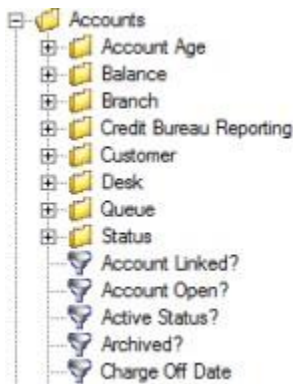 Accounts
Account Age
Balance
Branch
Credit Bureau Reporting
Customer
Desk
Queue
Status
Account Linked?
Account Open?
Active Status?
Archived?
Charge Off Date